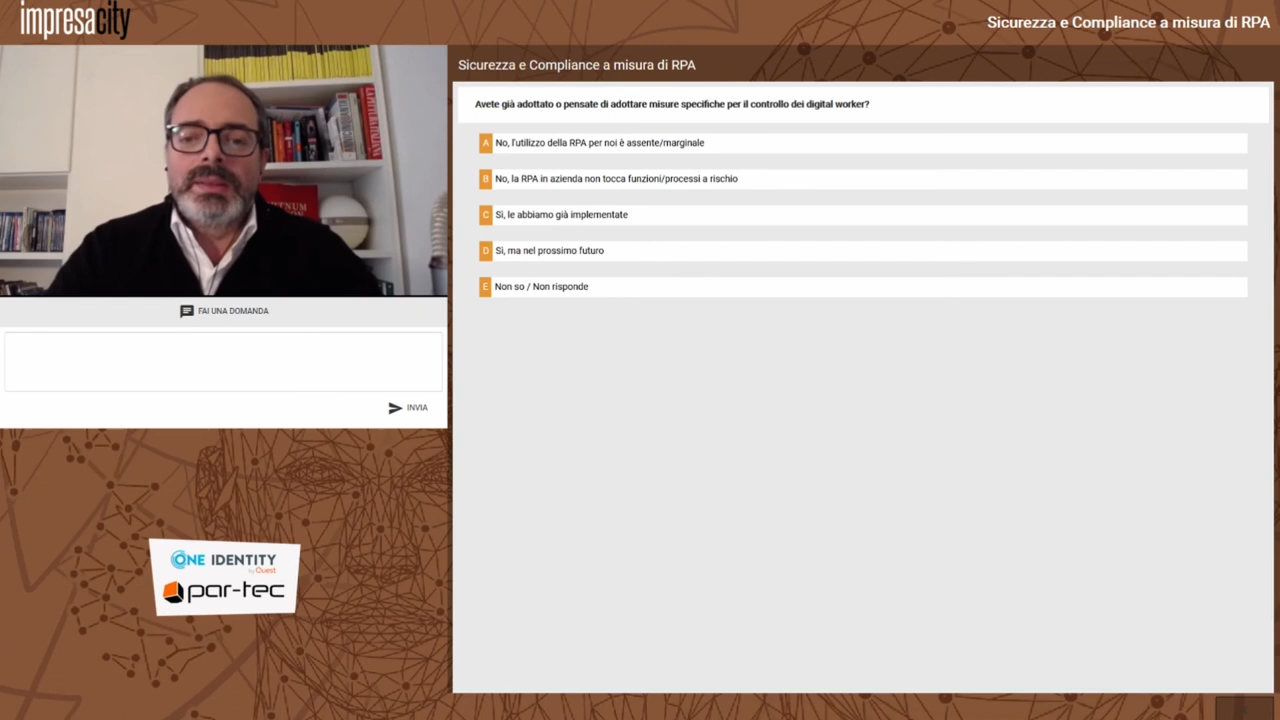 impresacity
Sicurezza e Compliance a misura di RPA
Sicurezza e Compliance a misura di RPA
Avete già adottato o pensate di adottare misure specifiche per il controllo dei digital worker?
A No, l'utilizzo della RPA per noi è assente/marginale
B No, la RPA in azienda non tocca funzioni/processi a rischio
C Sì, le abbiamo già implementate
D Sì, ma nel prossimo futuro
E Non so / Non risponde
FAI UNA DOMANDA
INVIA
ONE IDENTITY
by Quest
par-tec